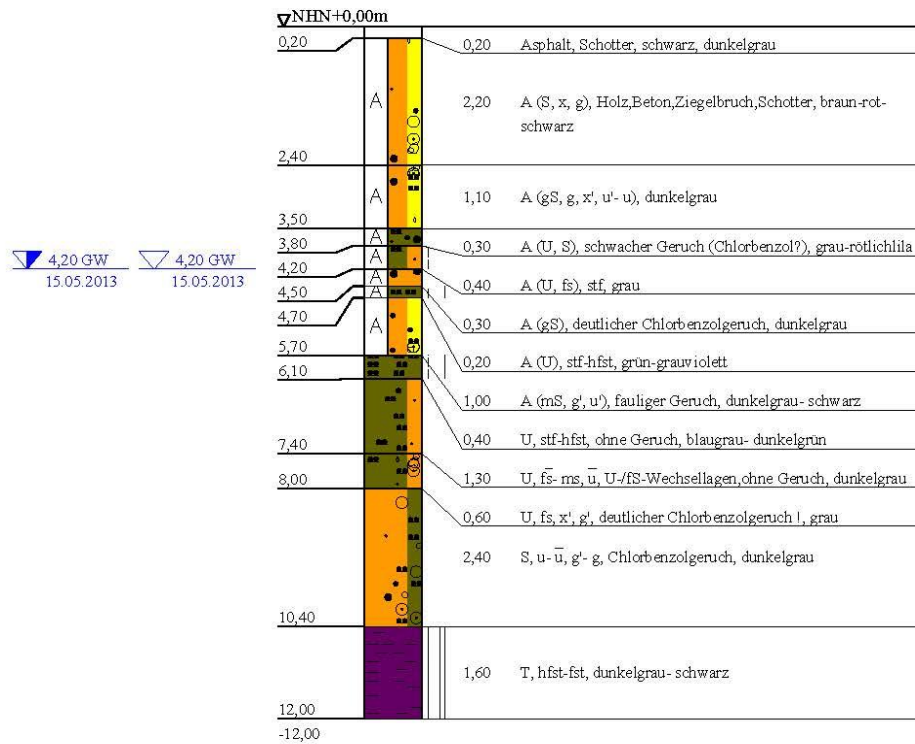 NHN+0,00m
0,20
0,20 Asphalt, Schotter, schwarz, dunkelgrau
A
2,20 A (S, x, g), Holz,Beton,Ziegelbruch,Schotter, braun-rot-
schwarz
2,40
A
1,10 A (gS, g, x', u'- u), dunkelgrau
3,50
A
3,80
0,30 A (U, S), schwacher Geruch (Chlorbenzol?), grau-rötlichlila
A
4,20 GW
15.05.2013
4,20 GW
15.05.2013
4,20
0,40 A (U, fs), stf, grau
A
4,50
A
0,30 A (gS), deutlicher Chlorbenzolgeruch, dunkelgrau
4,70
A
0,20 A (U), stf-hfst, grün-grauviolett
5,70
6,10
1,00 A (mS, g', u'), fauliger Geruch, dunkelgrau- schwarz
0,40 U, stf-hfst, ohne Geruch, blaugrau- dunkelgrün
7,40
1,30 U, fs̅- ms, u̅, U-/fS-Wechsellagen,ohne Geruch, dunkelgrau
8,00
0,60 U, fs, x', g', deutlicher Chlorbenzolgeruch !, grau
2,40 S, u- u̅, g'- g, Chlorbenzolgeruch, dunkelgrau
10,40
1,60 T, hfst-fst, dunkelgrau- schwarz
12,00
-12,00